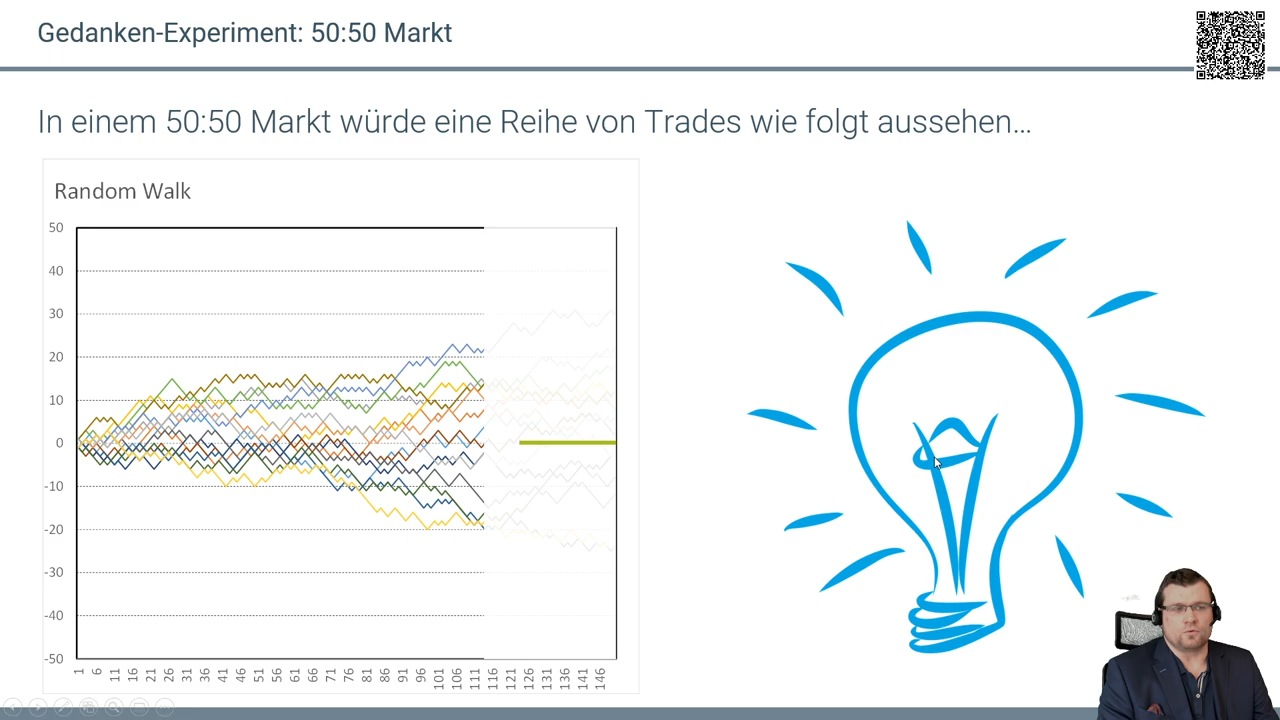 Gedanken-Experiment: 50:50 Markt
In einem 50:50 Markt würde eine Reihe von Trades wie folgt aussehen…
Random Walk
50
40
30
20
10
0
-10
-20
-30
-40
-50
1 6 11 16 21 26 31 36 41 46 51 56 61 66 71 76 81 86 91 96 101 106 111 116 121 126 131 136 141 146